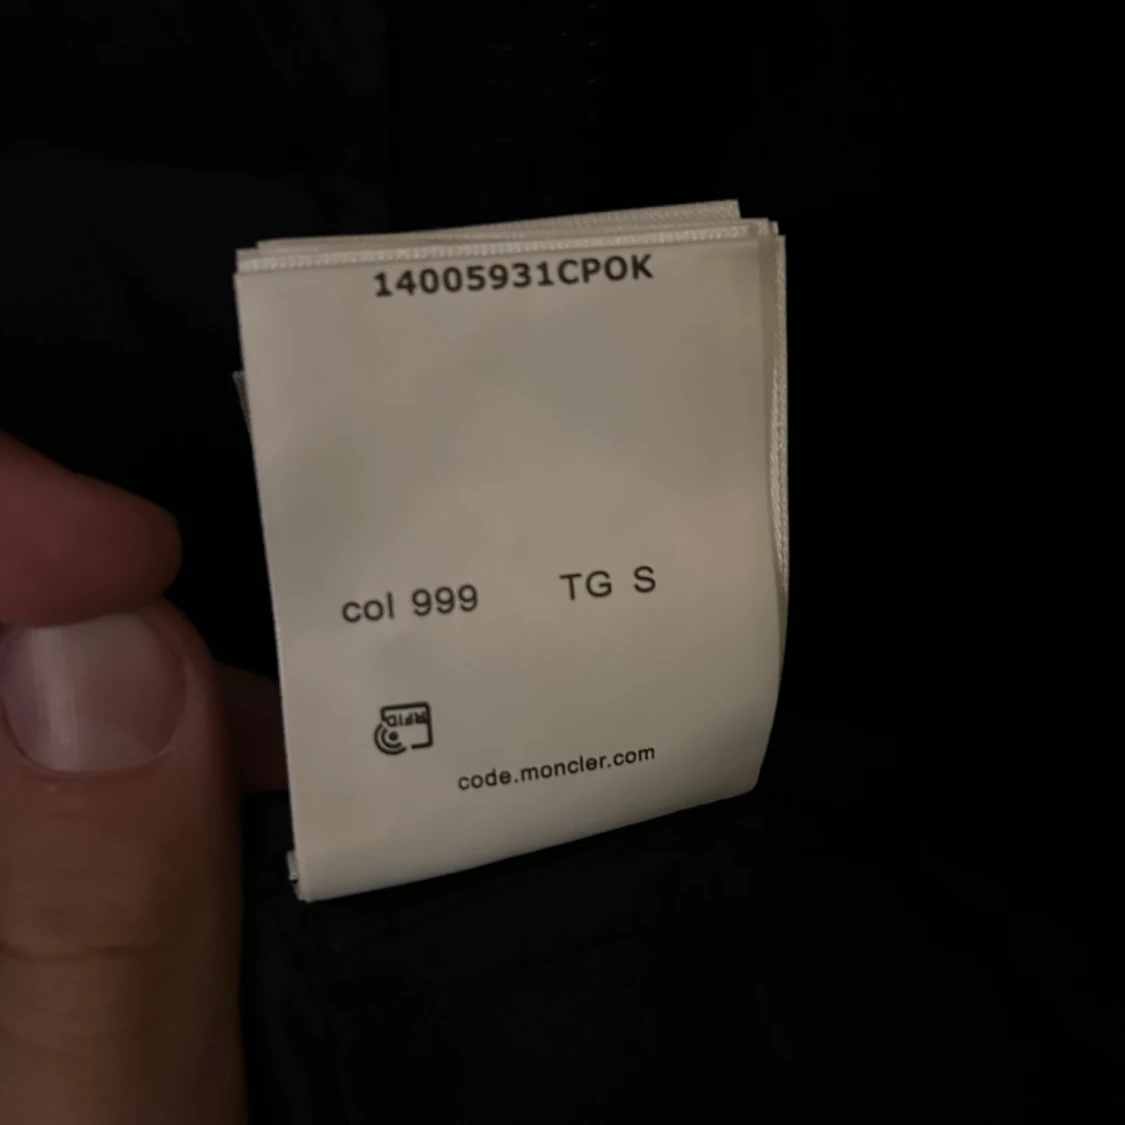 14005931CPOK
col 999 TG S
RFID
code.moncler.com